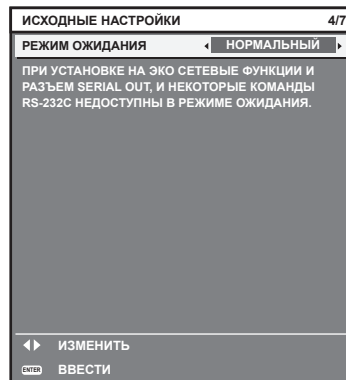 ИСХОДНЫЕ НАСТРОЙКИ 4/7
РЕЖИМ ОЖИДАНИЯ НОРМАЛЬНЫЙ
ПРИ УСТАНОВКЕ НА ЭКО СЕТЕВЫЕ ФУНКЦИИ И
РАЗЪЕМ SERIAL OUT, И НЕКОТОРЫЕ КОМАНДЫ
RS-232C НЕДОСТУПНЫ В РЕЖИМЕ ОЖИДАНИЯ.
ИЗМЕНИТЬ
ENTER ВВЕСТИ